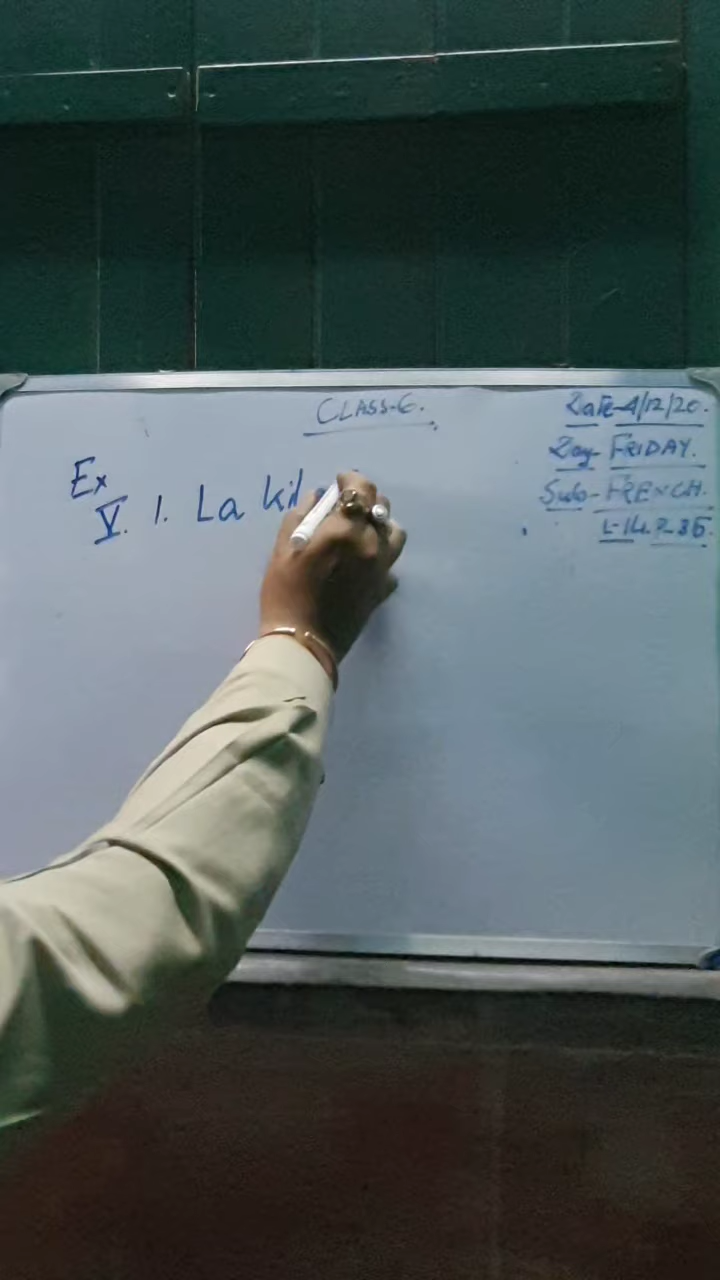 CLASS-6.
Date-4/12/20.
Day- FRIDAY.
Sub-FRENCH.
L-14. P-35.
Ex
V. 1. La kil